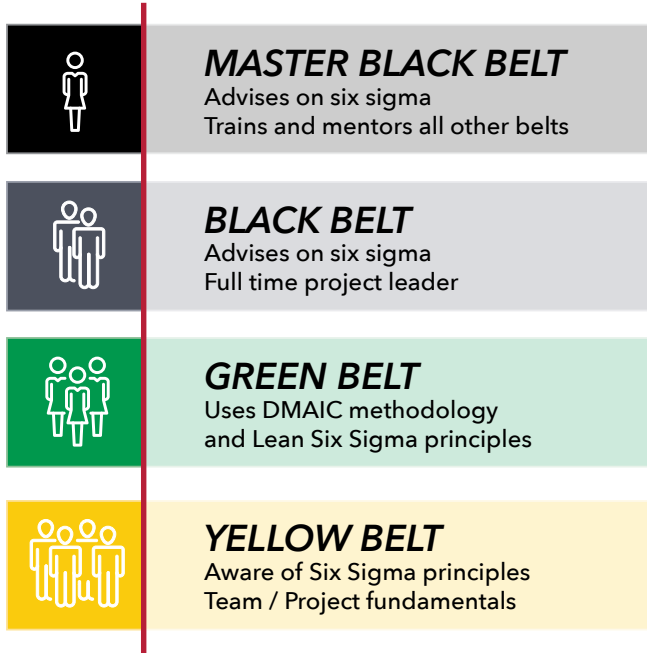 MASTER BLACK BELT
Advises on six sigma
Trains and mentors all other belts
BLACK BELT
Advises on six sigma
Full time project leader
GREEN BELT
Uses DMAIC methodology
and Lean Six Sigma principles
YELLOW BELT
Aware of Six Sigma principles
Team / Project fundamentals